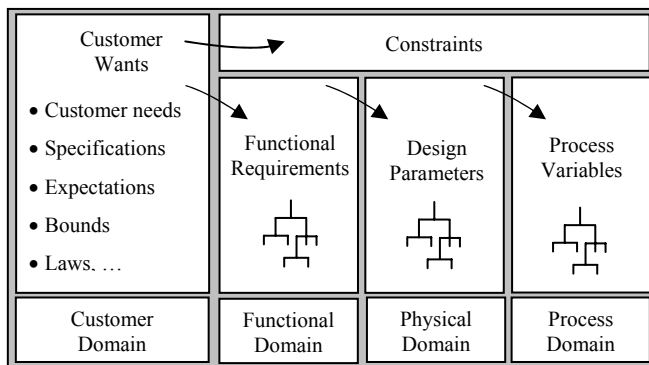 Customer
Wants
• Customer needs
• Specifications
• Expectations
• Bounds
• Laws, …
Constraints
Functional
Requirements
Design
Parameters
Process
Variables
Customer
Domain
Functional
Domain
Physical
Domain
Process
Domain